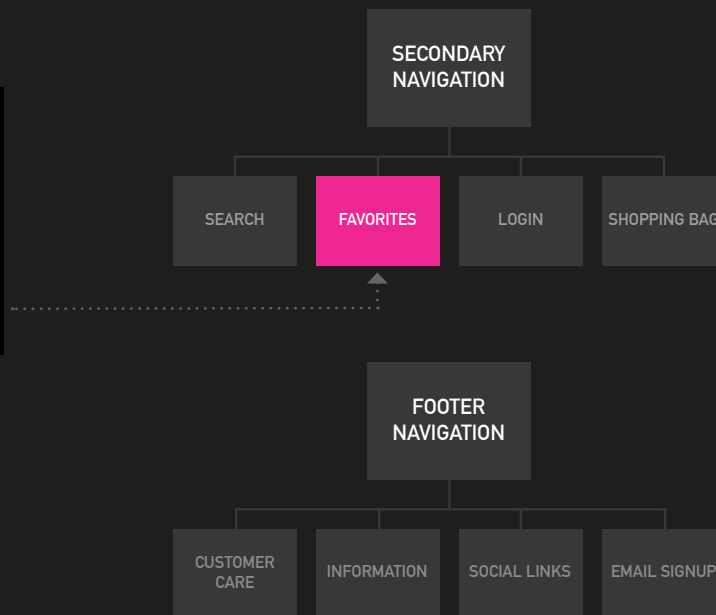 SECONDARY
NAVIGATION
SEARCH
FAVORITES
LOGIN
SHOPPING BAG
FOOTER
NAVIGATION
CUSTOMER
CARE
INFORMATION
SOCIAL LINKS
EMAIL SIGNUP